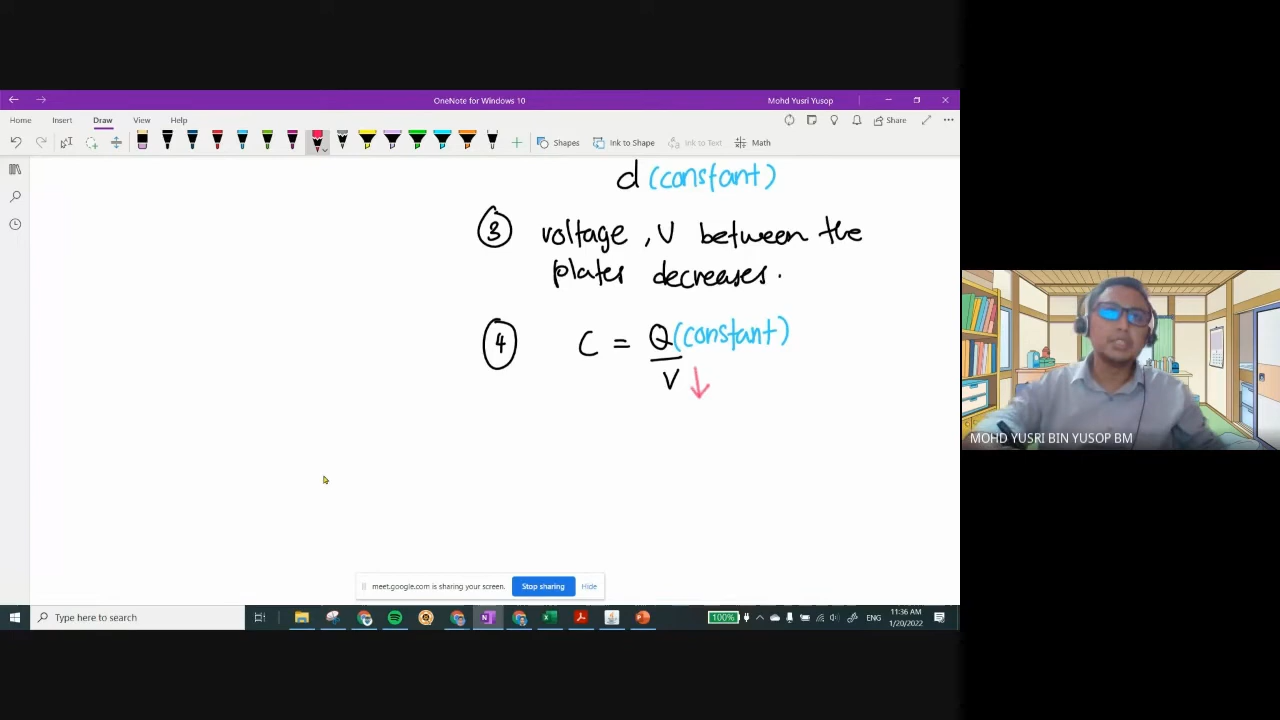 OneNote for Windows 10
Mohd Yusri Yusop
Home Insert Draw View Help
Share
Shapes Ink to Shape Ink to Text Math
d (constant)
3 voltage, V between the
plates decreases.
4 C = Q (constant)
V ↓
MOHD YUSRI BIN YUSOP BM
meet.google.com is sharing your screen. Stop sharing Hide
Type here to search
100%
ENG
11:36 AM
1/20/2022